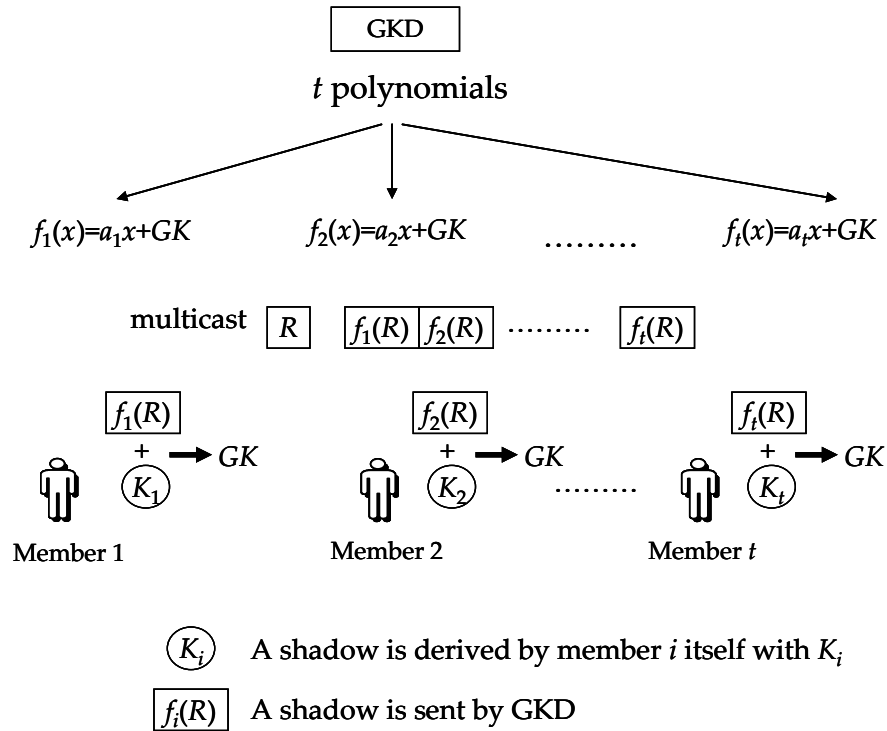 GKD
t polynomials
f₁(x)=a₁x+GK f₂(x)=a₂x+GK ......... fₜ(x)=aₜx+GK
multicast R f₁(R) f₂(R) ......... fₜ(R)
f₁(R) f₂(R) fₜ(R)
+ GK + GK + GK
K₁ K₂ ......... Kₜ
Member 1 Member 2 Member t
Kᵢ A shadow is derived by member i itself with Kᵢ
fᵢ(R) A shadow is sent by GKD